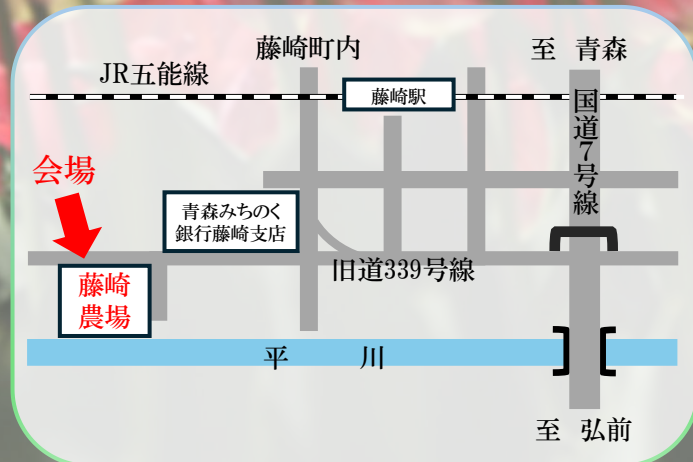 藤崎町内
至 青森
JR五能線
藤崎駅
国道7号線
会場
青森みちのく
銀行藤崎支店
旧道339号線
藤崎
農場
平 川
至 弘前